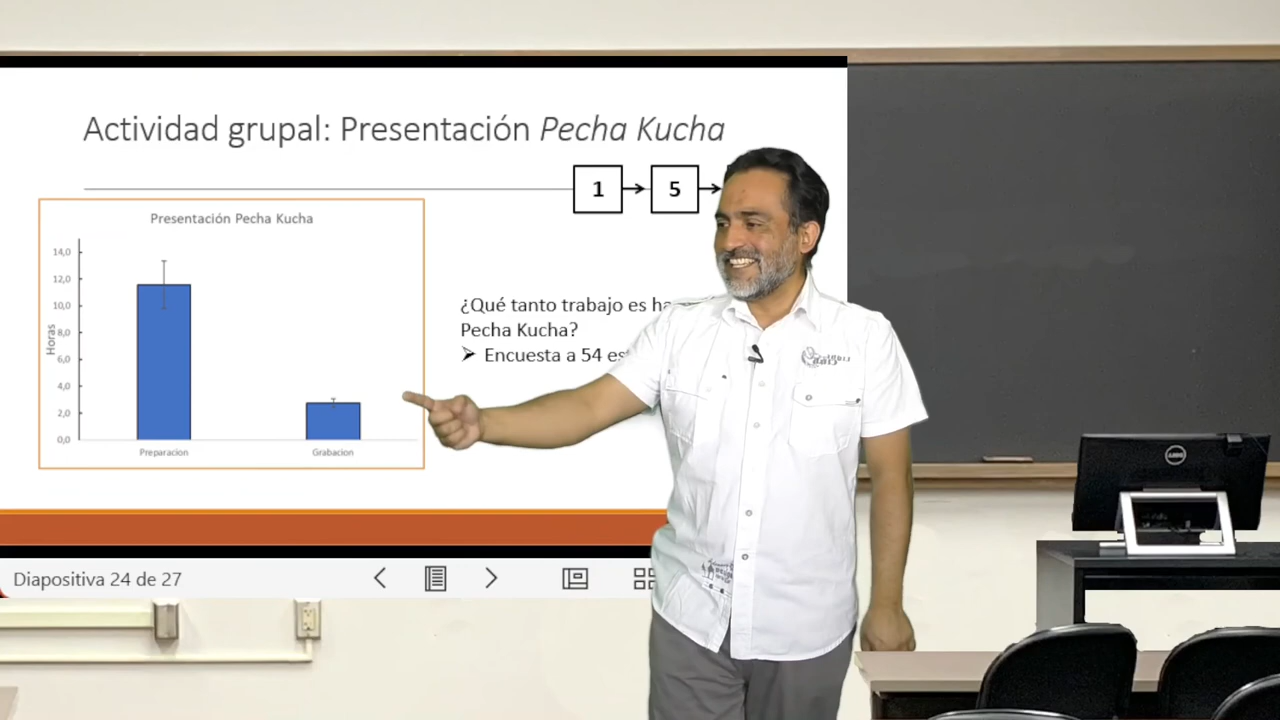 Actividad grupal: Presentación Pecha Kucha
1
5
Presentación Pecha Kucha
14,0
12,0
10,0
8,0
6,0
4,0
2,0
0,0
Horas
Preparacion
Grabacion
¿Qué tanto trabajo es
Pecha Kucha?
➢ Encuesta a 54
Diapositiva 24 de 27
DELL